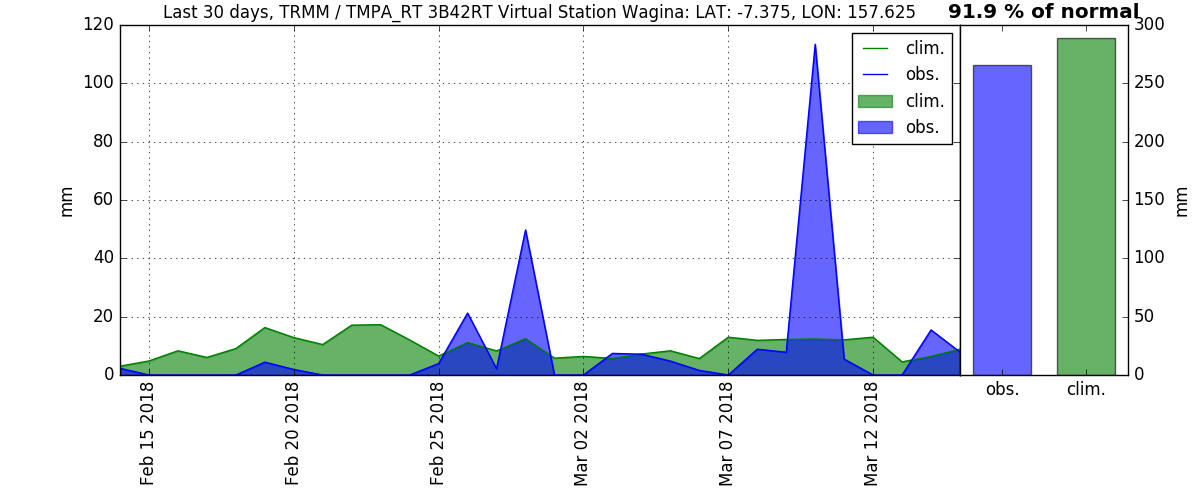 Last 30 days, TRMM / TMPA_RT 3B42RT Virtual Station Wagina: LAT: -7.375, LON: 157.625
91.9 % of normal
120
100
80
60
40
20
0
mm
clim.
obs.
clim.
obs.
300
250
200
150
100
50
0
mm
obs.
clim.
Feb 15 2018
Feb 20 2018
Feb 25 2018
Mar 02 2018
Mar 07 2018
Mar 12 2018